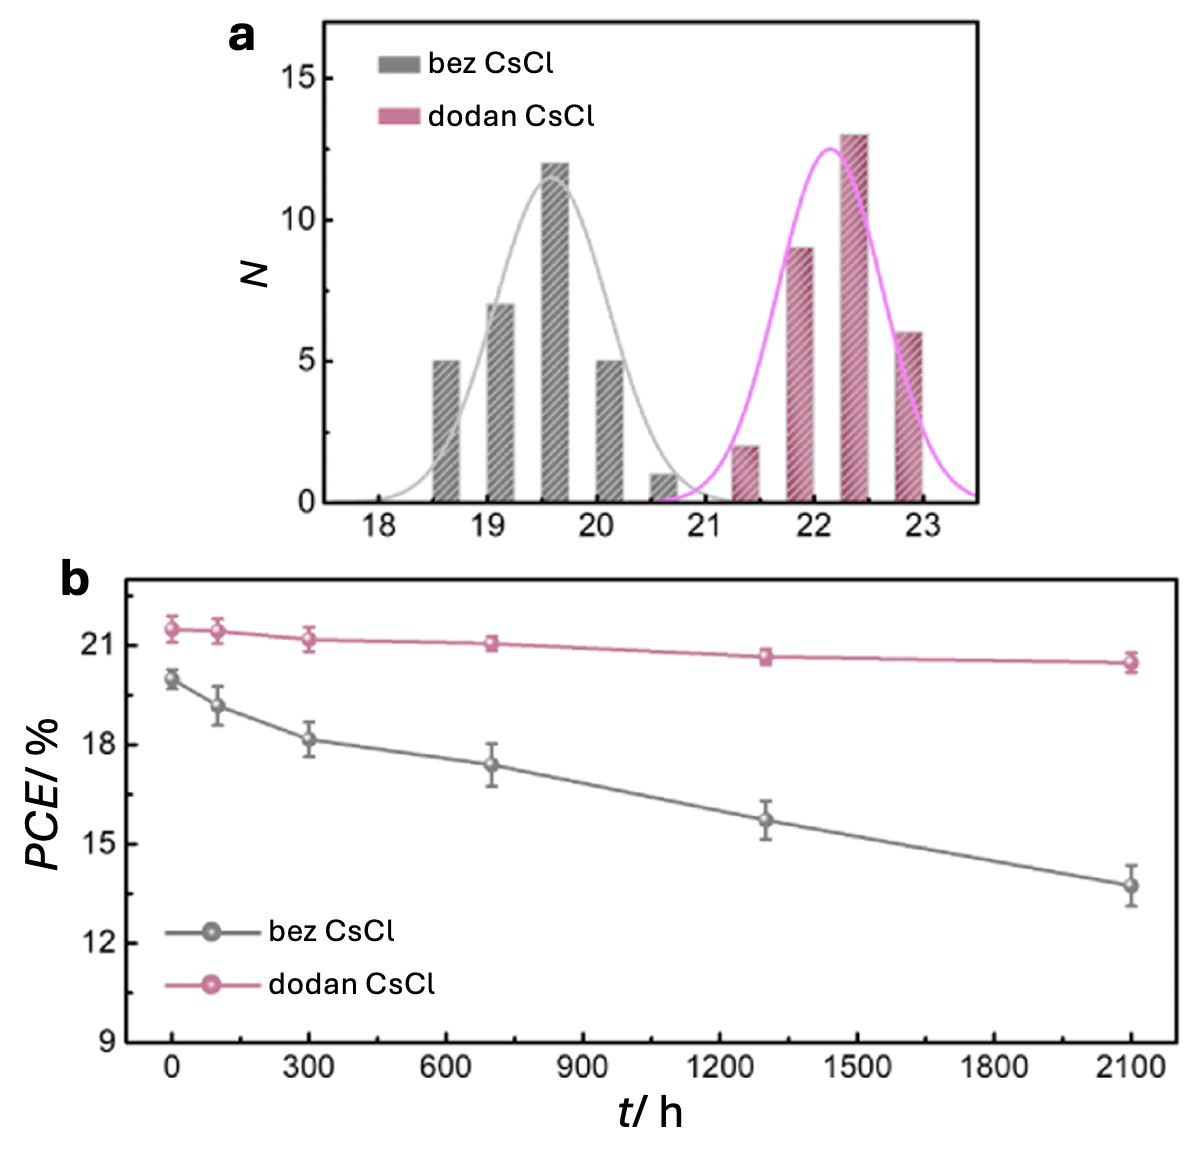 a
bez CsCl
dodan CsCl
15
10
5
0
N
18 19 20 21 22 23
b
21
18
15
12
9
PCE/ %
bez CsCl
dodan CsCl
0 300 600 900 1200 1500 1800 2100
t/ h